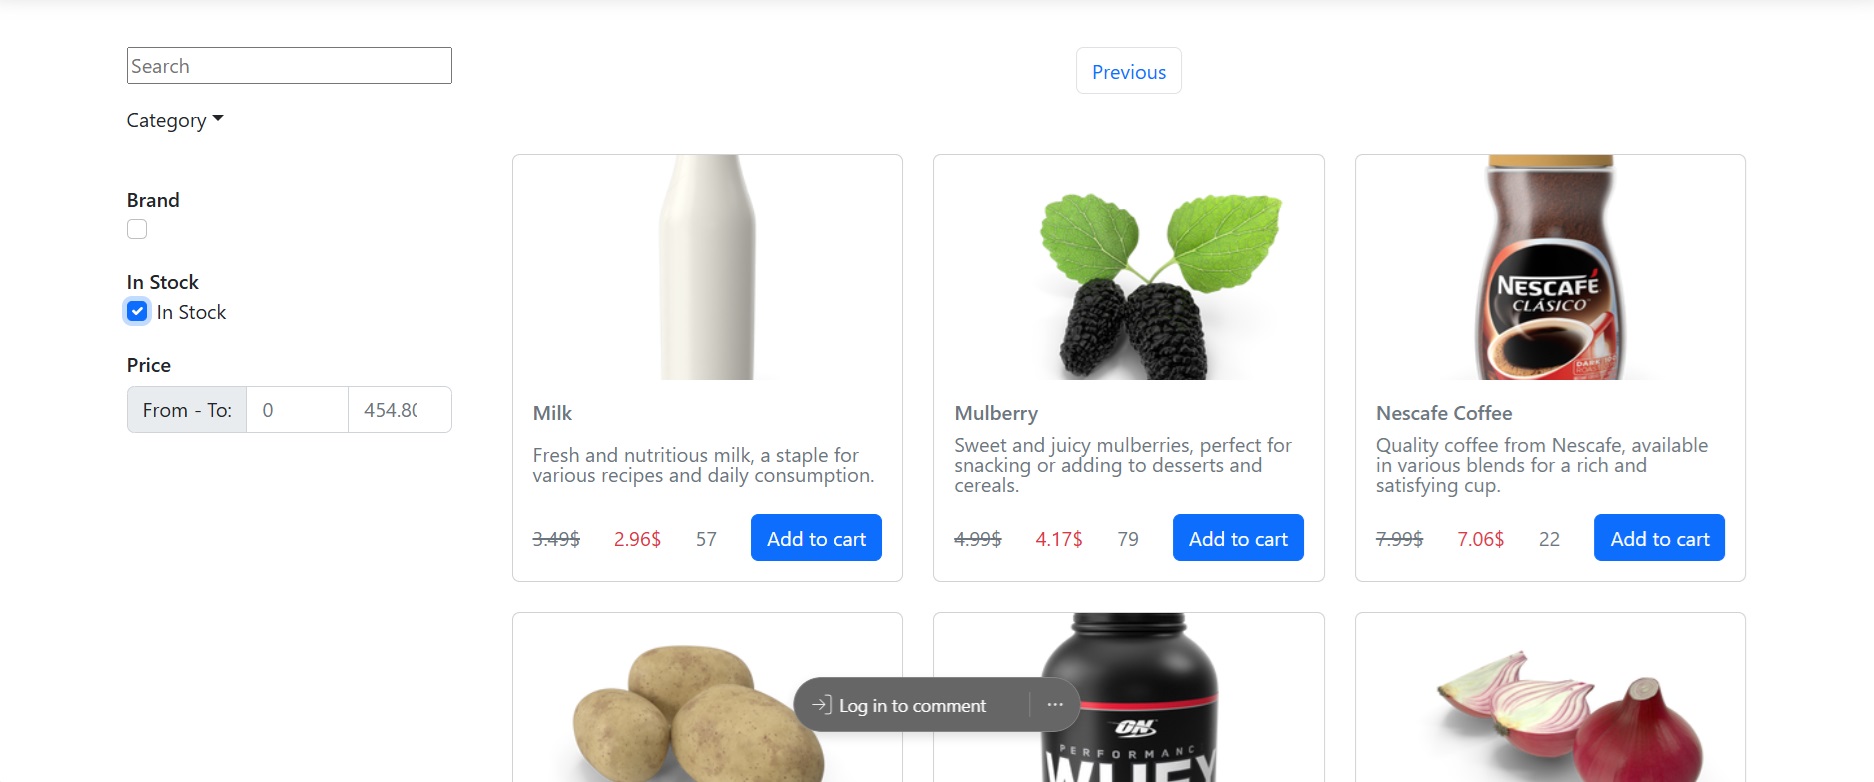 Search
Category
Brand
In Stock
In Stock
Price
From - To:
0
454.80
Previous
NESCAFÉ
CLÁSICO
Milk
Fresh and nutritious milk, a staple for
various recipes and daily consumption.
3.49$
2.96$
57
Add to cart
Mulberry
Sweet and juicy mulberries, perfect for
snacking or adding to desserts and
cereals.
4.99$
4.17$
79
Add to cart
Nescafe Coffee
Quality coffee from Nescafe, available
in various blends for a rich and
satisfying cup.
7.99$
7.06$
22
Add to cart
Log in to comment
ON
PERFORMANC
WHEY